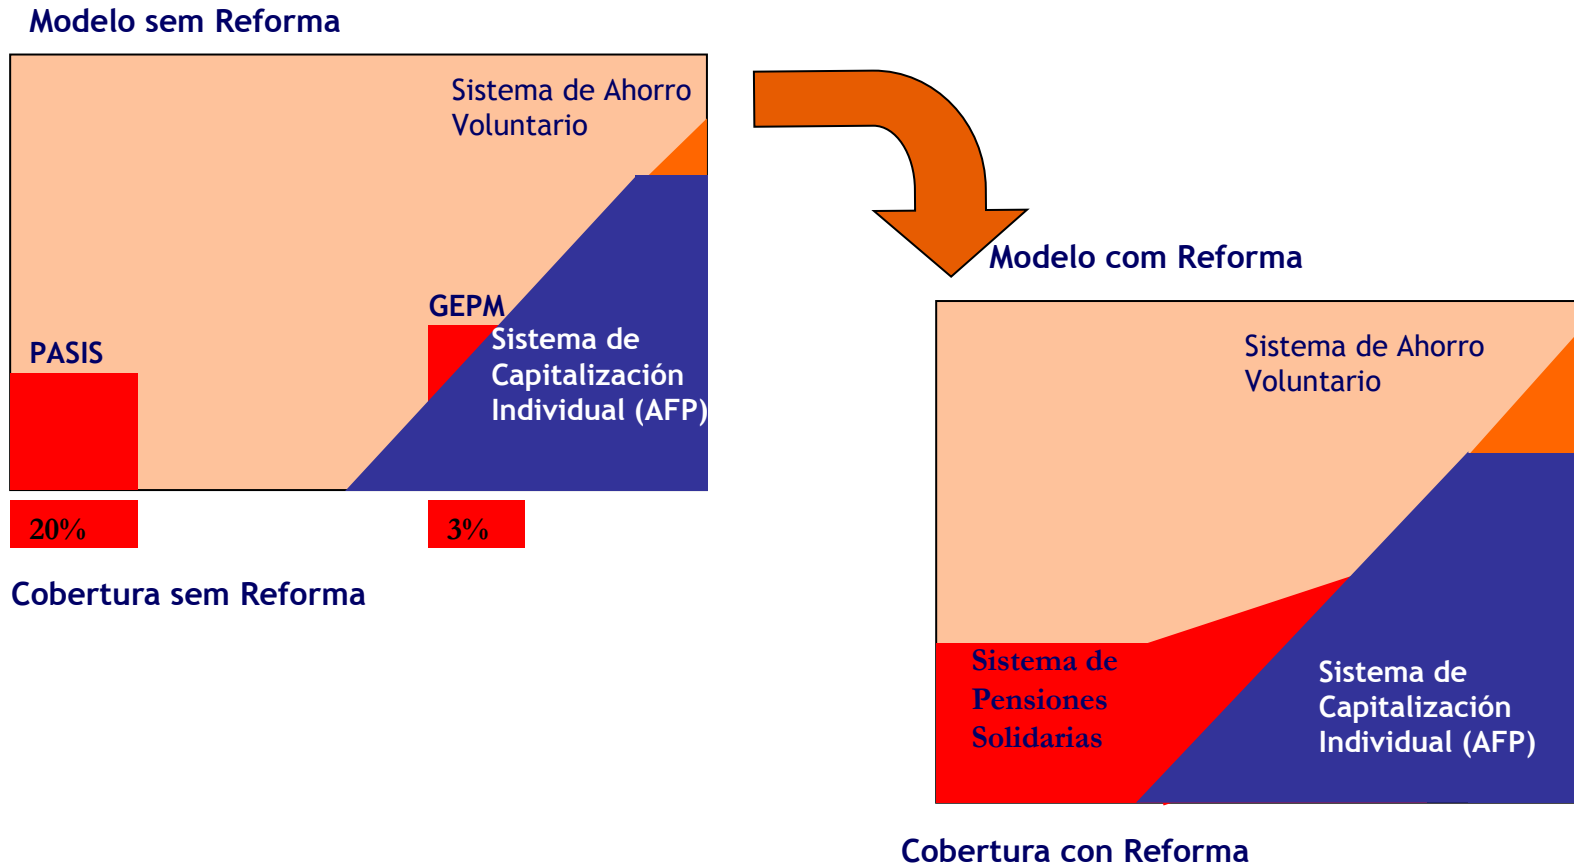 Modelo sem Reforma
Sistema de Ahorro
Voluntario
GEPM
PASIS
Sistema de
Capitalización
Individual (AFP)
20%
3%
Cobertura sem Reforma
Modelo com Reforma
Sistema de Ahorro
Voluntario
Sistema de
Pensiones
Solidarias
Sistema de
Capitalización
Individual (AFP)
Cobertura con Reforma